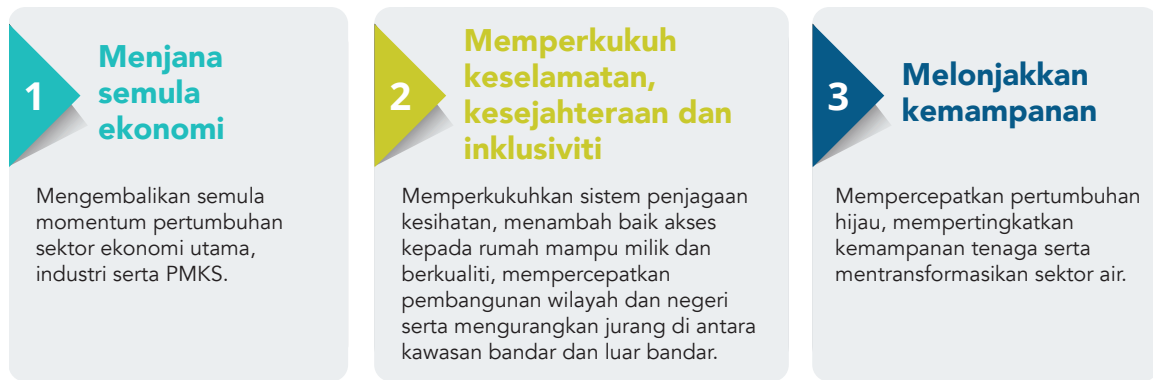 1
Menjana
semula
ekonomi
Mengembalikan semula
momentum pertumbuhan
sektor ekonomi utama,
industri serta PMKS.
2
Memperkukuh
keselamatan,
kesejahteraan dan
inklusiviti
Memperkukuhkan sistem penjagaan
kesihatan, menambah baik akses
kepada rumah mampu milik dan
berkualiti, mempercepatkan
pembangunan wilayah dan negeri
serta mengurangkan jurang di antara
kawasan bandar dan luar bandar.
3
Melonjakkan
kemampanan
Mempercepatkan pertumbuhan
hijau, mempertingkatkan
kemampanan tenaga serta
mentransformasikan sektor air.